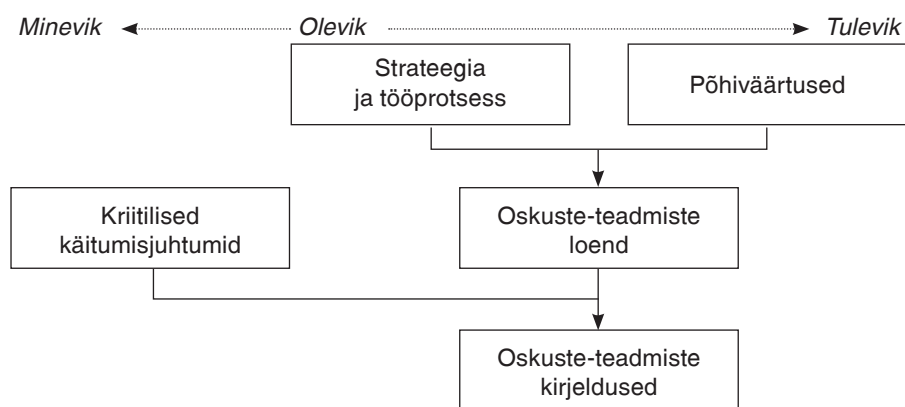 Minevik Olevik Tulevik
Strateegia
ja tööprotsess
Põhiväärtused
Kriitilised
käitumisjuhtumid
Oskuste-teadmiste
loend
Oskuste-teadmiste
kirjeldused